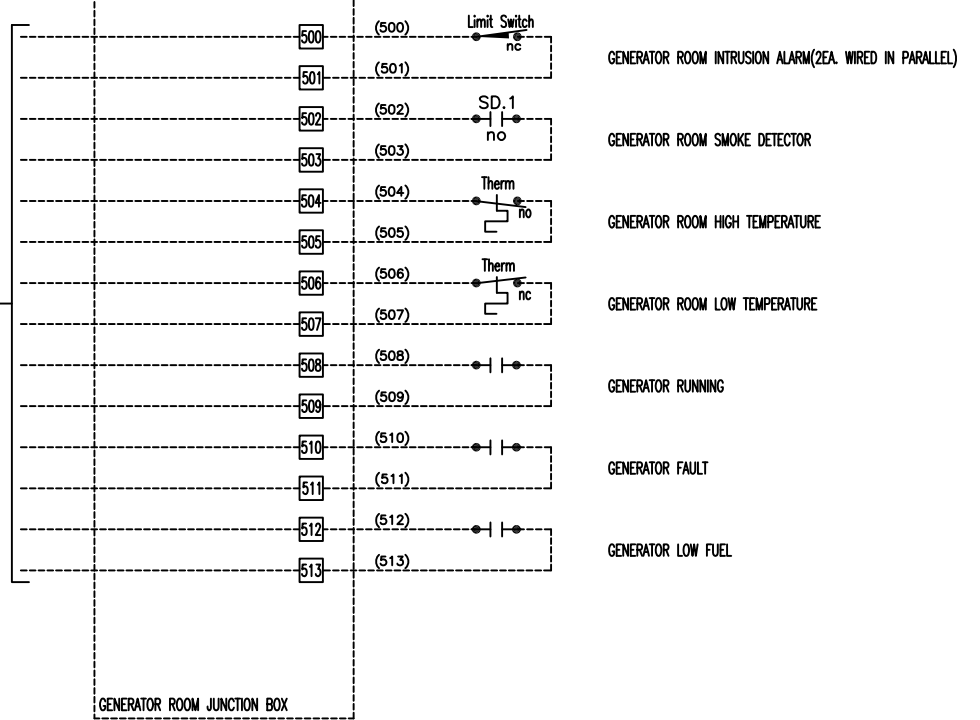 Limit Switch
500 (500) nc
GENERATOR ROOM INTRUSION ALARM(2EA. WIRED IN PARALLEL)
501 (501)
SD.1
502 (502)
no
GENERATOR ROOM SMOKE DETECTOR
503 (503)
Therm
504 (504) no
GENERATOR ROOM HIGH TEMPERATURE
505 (505)
Therm
506 (506) nc
GENERATOR ROOM LOW TEMPERATURE
507 (507)
508 (508)
GENERATOR RUNNING
509 (509)
510 (510)
GENERATOR FAULT
511 (511)
512 (512)
GENERATOR LOW FUEL
513 (513)
GENERATOR ROOM JUNCTION BOX